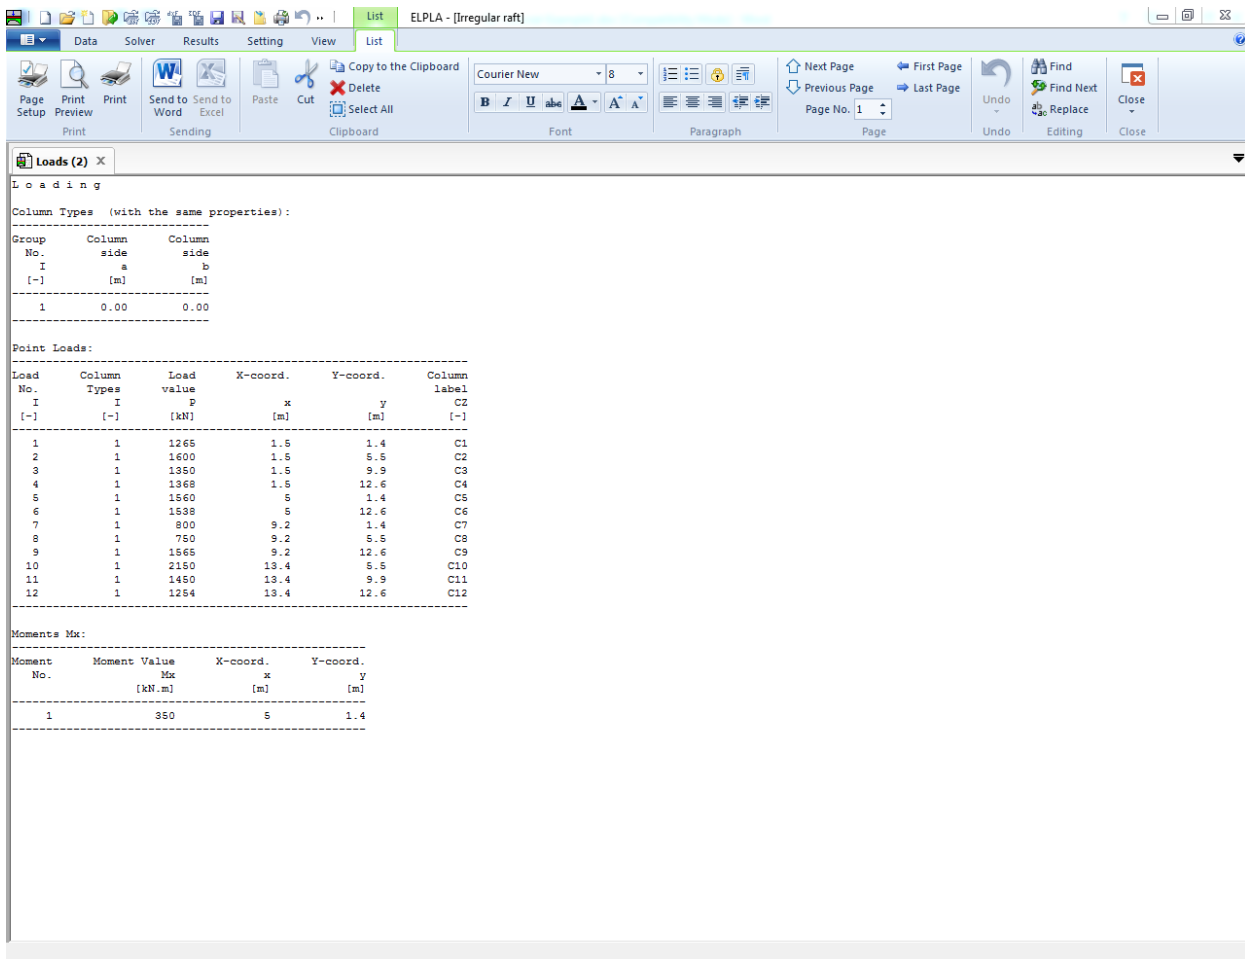 List
ELPLA - [Irregular raft]
Data Solver Results Setting View List
Page Setup
Print Preview
Print
Send to Word
Send to Excel
Paste
Cut
Copy to the Clipboard
Delete
Select All
Courier New 8
B I U abc A A A
Next Page
Previous Page
Page No. 1
First Page
Last Page
Undo
Find
Find Next
Replace
Close
Print Sending Clipboard Font Paragraph Page Undo Editing Close
Loads (2) X
L o a d i n g
Column Types (with the same properties):
-----------------------------
Group Column Column
No. side side
I a b
[-] [m] [m]
-----------------------------
1 0.00 0.00
-----------------------------
Point Loads:
-------------------------------------------------------------------
Load Column Load X-coord. Y-coord. Column
No. Types value label
I I P x y CZ
[-] [-] [kN] [m] [m] [-]
-------------------------------------------------------------------
1 1 1265 1.5 1.4 C1
2 1 1600 1.5 5.5 C2
3 1 1350 1.5 9.9 C3
4 1 1368 1.5 12.6 C4
5 1 1560 5 1.4 C5
6 1 1538 5 12.6 C6
7 1 800 9.2 1.4 C7
8 1 750 9.2 5.5 C8
9 1 1565 9.2 12.6 C9
10 1 2150 13.4 5.5 C10
11 1 1450 13.4 9.9 C11
12 1 1254 13.4 12.6 C12
-------------------------------------------------------------------
Moments Mx:
----------------------------------------------------
Moment Moment Value X-coord. Y-coord.
No. Mx x y
[kN.m] [m] [m]
----------------------------------------------------
1 350 5 1.4
----------------------------------------------------